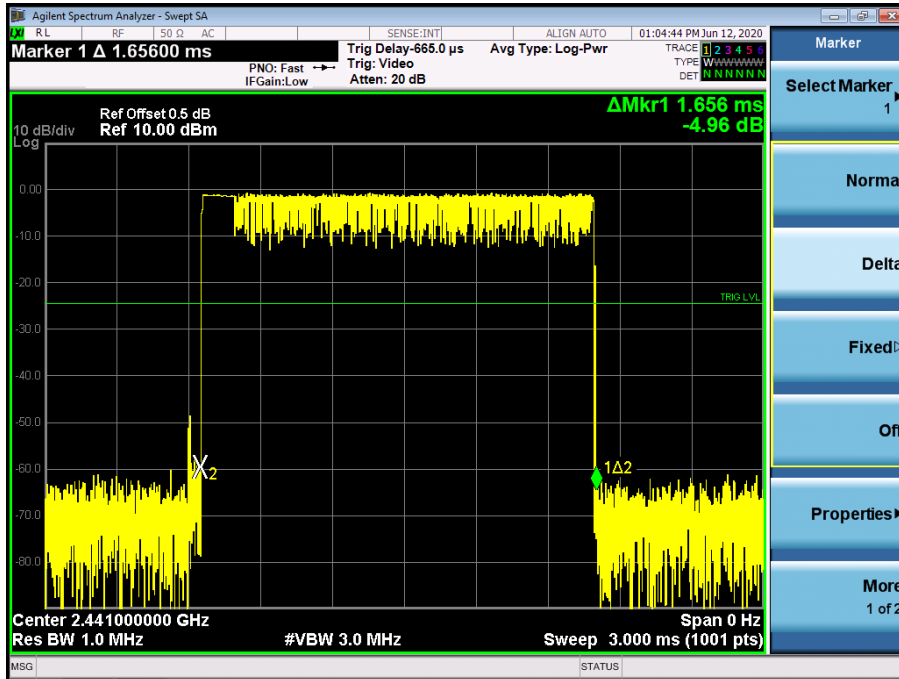 Agilent Spectrum Analyzer - Swept SA
LXI RL RF 50 Ω AC SENSE:INT ALIGN AUTO 01:04:44 PM Jun 12, 2020
Marker 1 Δ 1.65600 ms
PNO: Fast
IFGain:Low
Trig Delay-665.0 µs
Trig: Video
Atten: 20 dB
Avg Type: Log-Pwr
TRACE 1 2 3 4 5 6
TYPE WWWWWW
DET N N N N N N
ΔMkr1 1.656 ms
-4.96 dB
Ref Offset 0.5 dB
10 dB/div Ref 10.00 dBm
Log
0.00
-10.0
-20.0
TRIG LVL
-30.0
-40.0
-50.0
-60.0
2
1Δ2
-70.0
-80.0
Center 2.441000000 GHz Span 0 Hz
Res BW 1.0 MHz #VBW 3.0 MHz Sweep 3.000 ms (1001 pts)
MSG STATUS
Marker
Select Marker
1
Norma
Delta
Fixed
Of
Properties
More
1 of 2